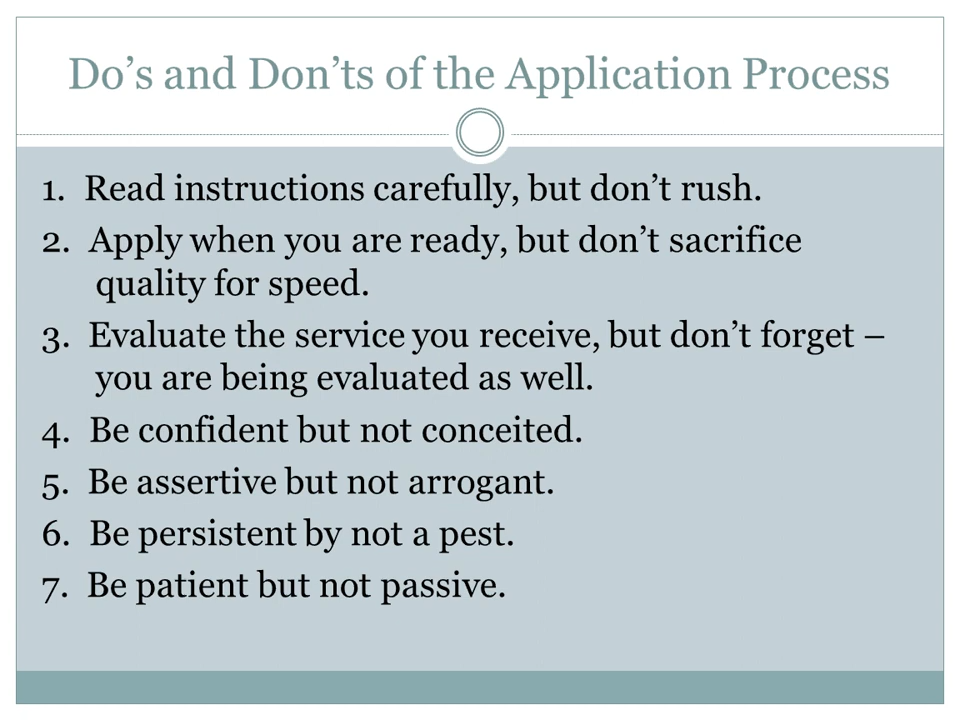 Do’s and Don’ts of the Application Process
1. Read instructions carefully, but don’t rush.
2. Apply when you are ready, but don’t sacrifice
quality for speed.
3. Evaluate the service you receive, but don’t forget –
you are being evaluated as well.
4. Be confident but not conceited.
5. Be assertive but not arrogant.
6. Be persistent by not a pest.
7. Be patient but not passive.